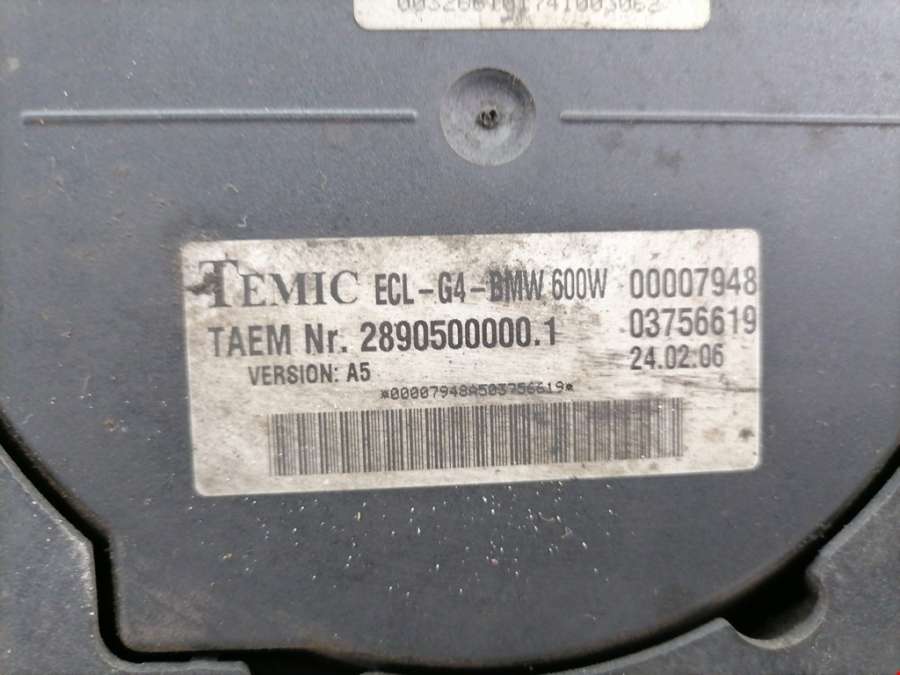 TEMIC ECL-G4-BMW 600W 00007948
TAEM Nr. 2890500000.1 03756619
VERSION: A5 24.02.06
*00007948A503756619*